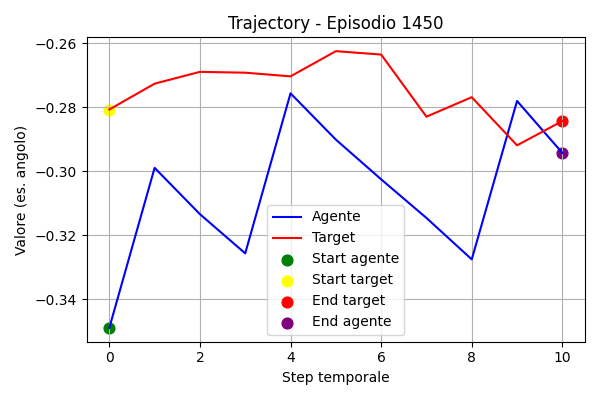 Trajectory - Episodio 1450
Valore (es. angolo)
−0.26
−0.28
−0.30
−0.32
−0.34
Agente
Target
Start agente
Start target
End target
End agente
0 2 4 6 8 10
Step temporale